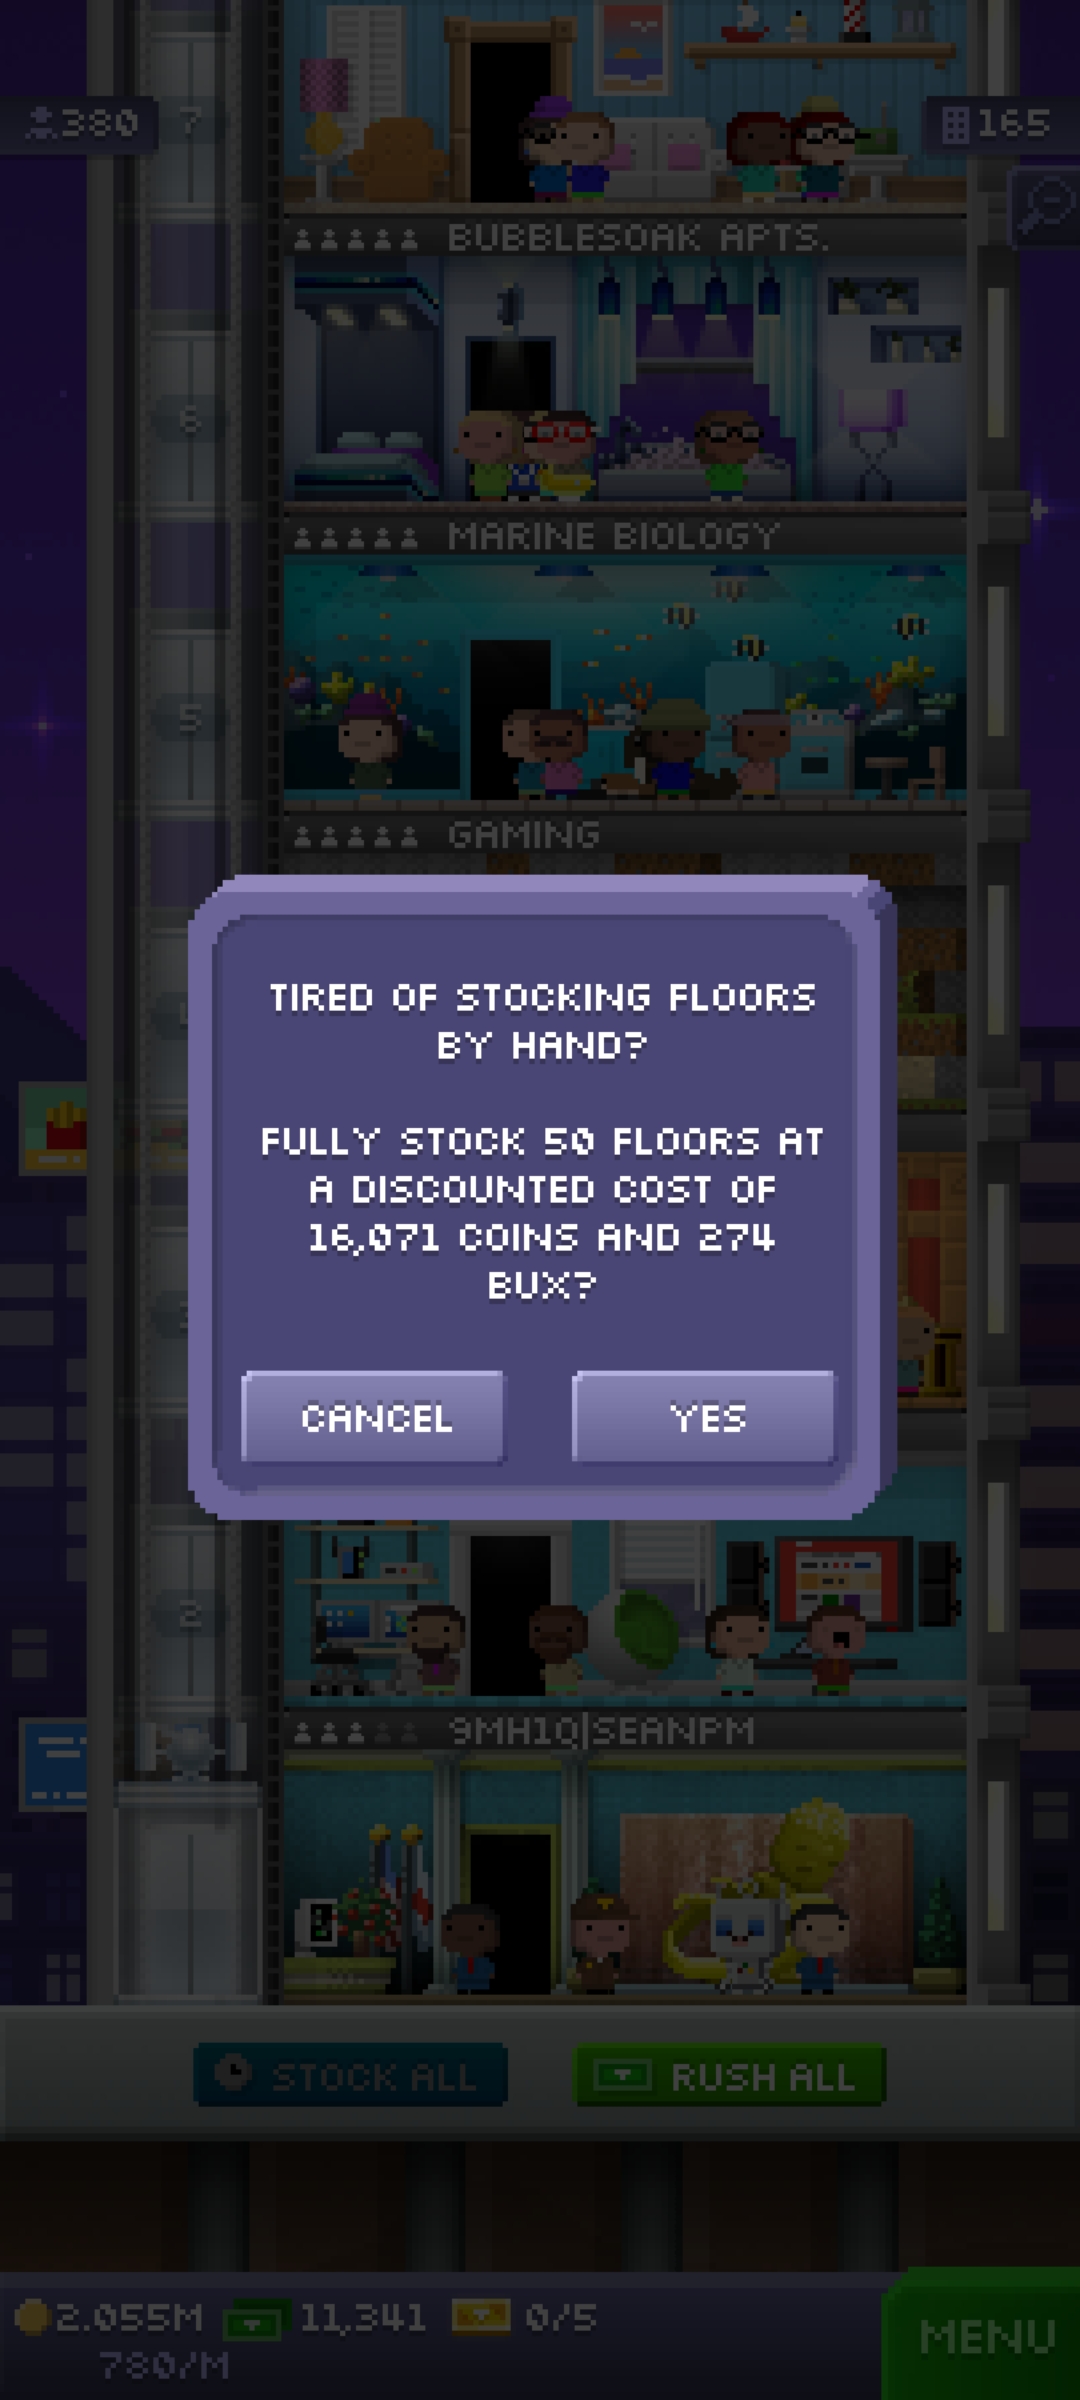 380
7
165
BUBBLESOAK APTS.
6
MARINE BIOLOGY
5
GAMING
TIRED OF STOCKING FLOORS
BY HAND?
FULLY STOCK 50 FLOORS AT
A DISCOUNTED COST OF
16,071 COINS AND 274
BUX?
CANCEL
YES
2
9MH1Q|SEANPM
STOCK ALL
RUSH ALL
2.055M
11,341
0/5
780/M
MENU